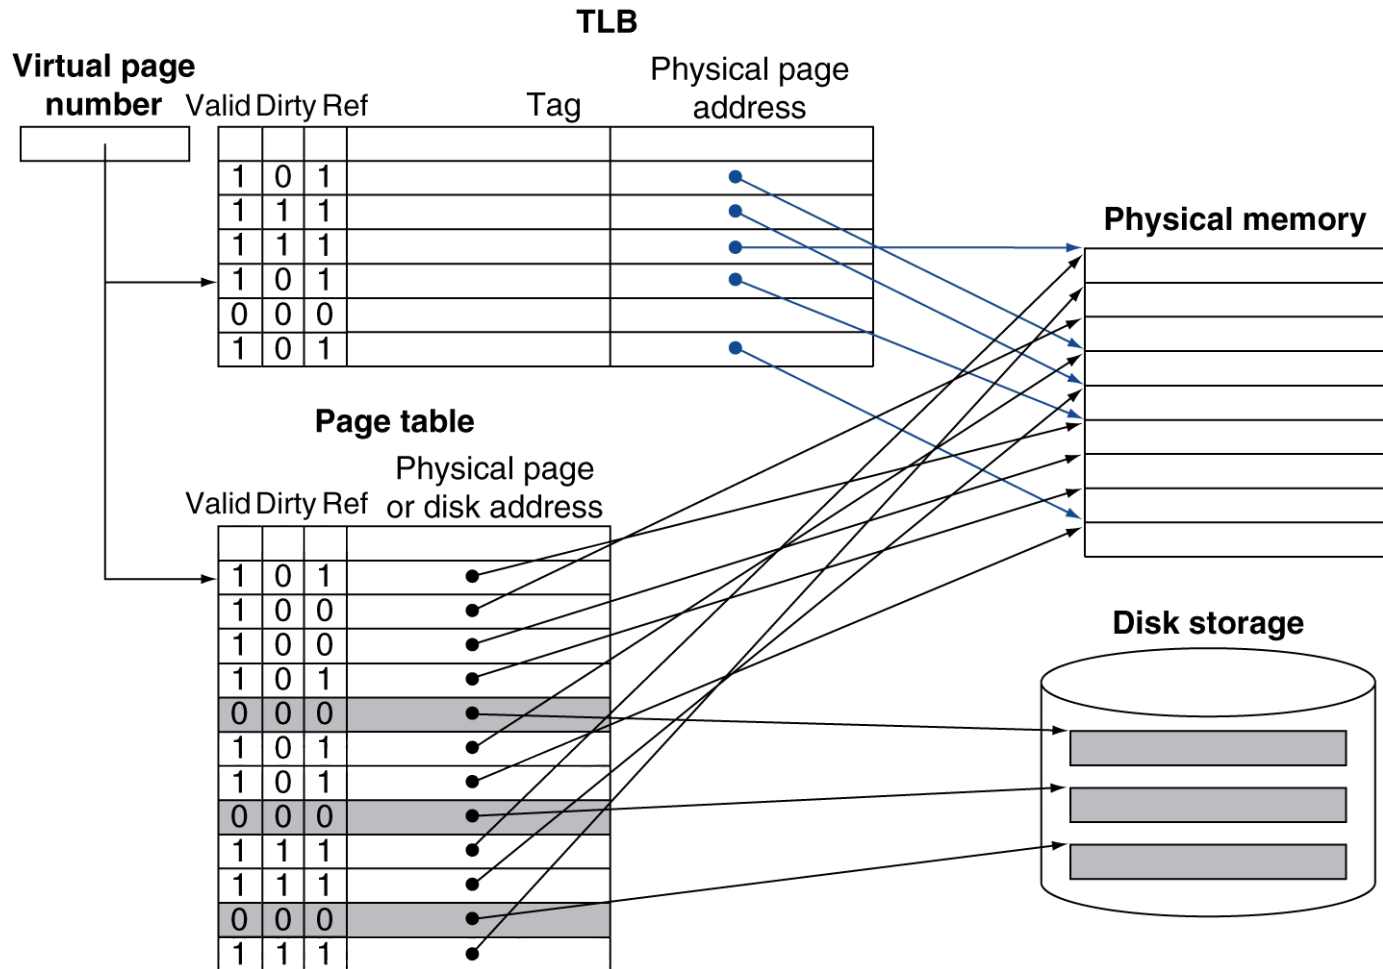 TLB
Virtual page
number
Valid Dirty Ref
Tag
Physical page
address
1 0 1
1 1 1
1 1 1
1 0 1
0 0 0
1 0 1
Physical memory
Page table
Valid Dirty Ref
Physical page
or disk address
1 0 1
1 0 0
1 0 0
1 0 1
0 0 0
1 0 1
1 0 1
0 0 0
1 1 1
1 1 1
0 0 0
1 1 1
Disk storage